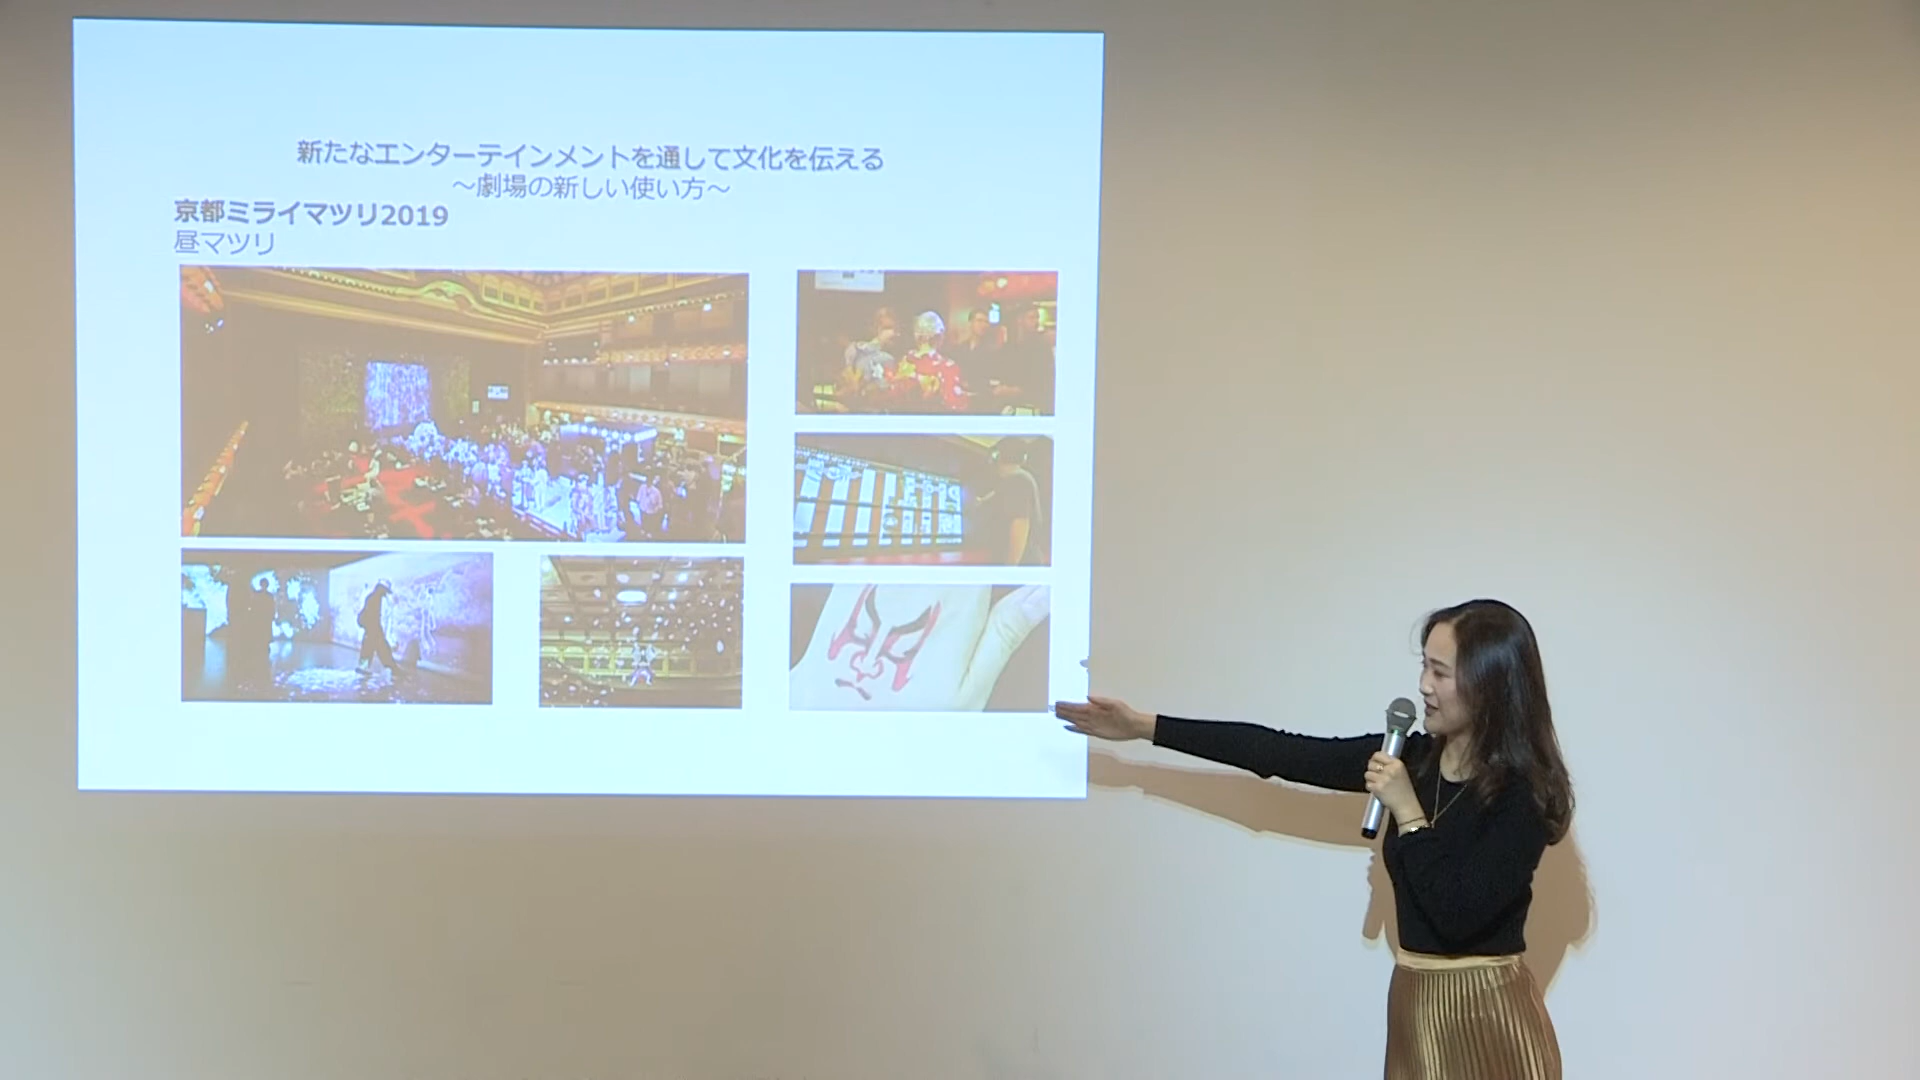 新たなエンターテインメントを通して文化を伝える
～劇場の新しい使い方～
京都ミライマツリ2019
昼マツリ